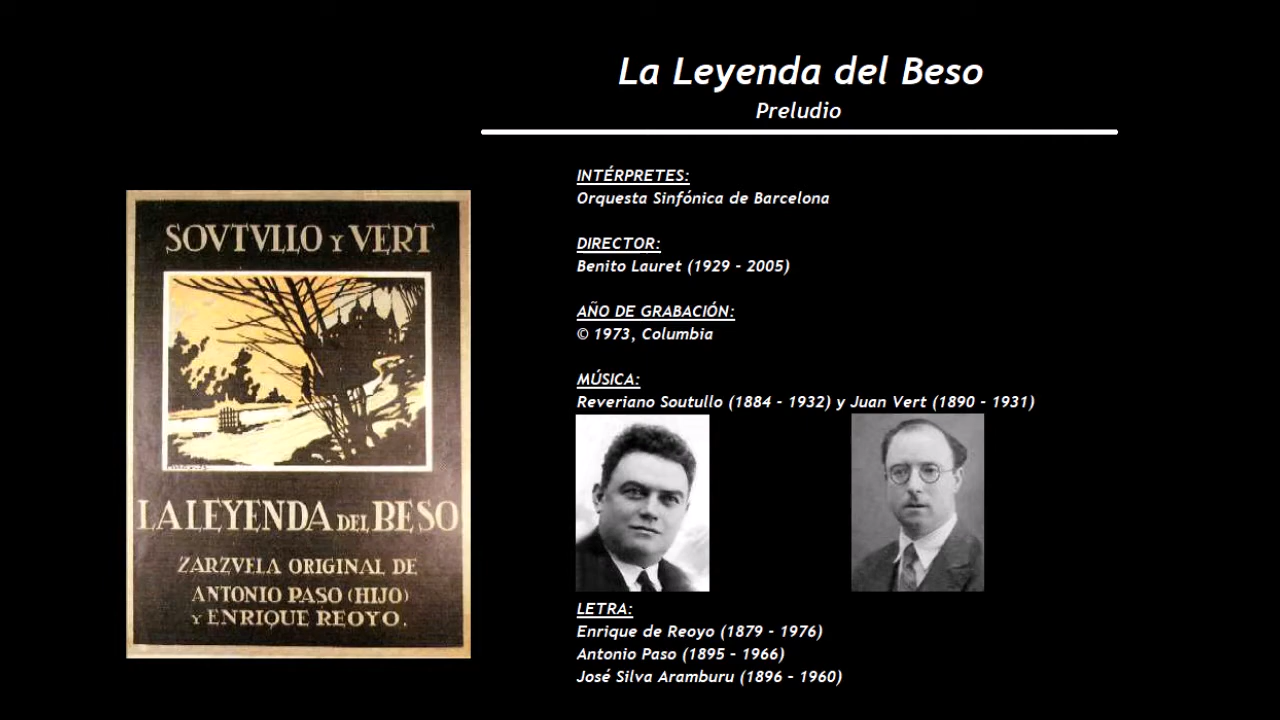 La Leyenda del Beso
Preludio
SOVTVLLO Y VERT
LA LEYENDA DEL BESO
ZARZVELA ORIGINAL DE
ANTONIO PASO (HIJO)
Y ENRIQUE REOYO.
INTÉRPRETES:
Orquesta Sinfónica de Barcelona
DIRECTOR:
Benito Lauret (1929 - 2005)
AÑO DE GRABACIÓN:
© 1973, Columbia
MÚSICA:
Reveriano Soutullo (1884 - 1932) y Juan Vert (1890 - 1931)
LETRA:
Enrique de Reoyo (1879 - 1976)
Antonio Paso (1895 - 1966)
José Silva Aramburu (1896 - 1960)